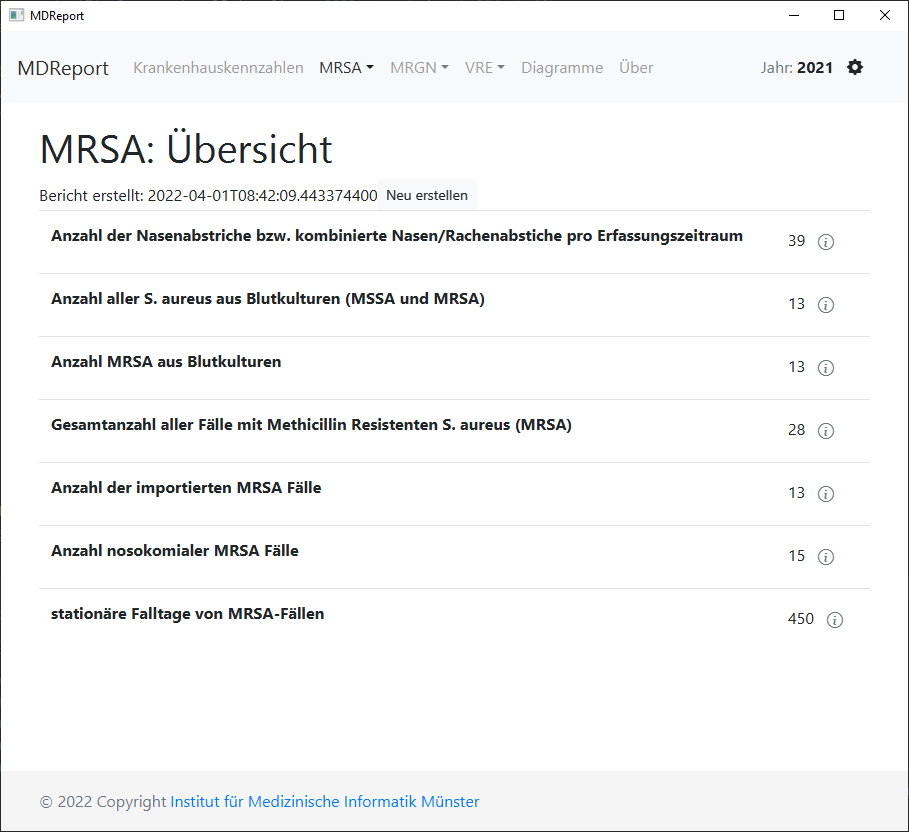 MDReport
MDReport Krankenhauskennzahlen MRSA MRGN VRE Diagramme Über Jahr: 2021
MRSA: Übersicht
Bericht erstellt: 2022-04-01T08:42:09.443374400 Neu erstellen
Anzahl der Nasenabstriche bzw. kombinierte Nasen/Rachenabstiche pro Erfassungszeitraum 39
Anzahl aller S. aureus aus Blutkulturen (MSSA und MRSA) 13
Anzahl MRSA aus Blutkulturen 13
Gesamtanzahl aller Fälle mit Methicillin Resistenten S. aureus (MRSA) 28
Anzahl der importierten MRSA Fälle 13
Anzahl nosokomialer MRSA Fälle 15
stationäre Falltage von MRSA-Fällen 450
© 2022 Copyright Institut für Medizinische Informatik Münster